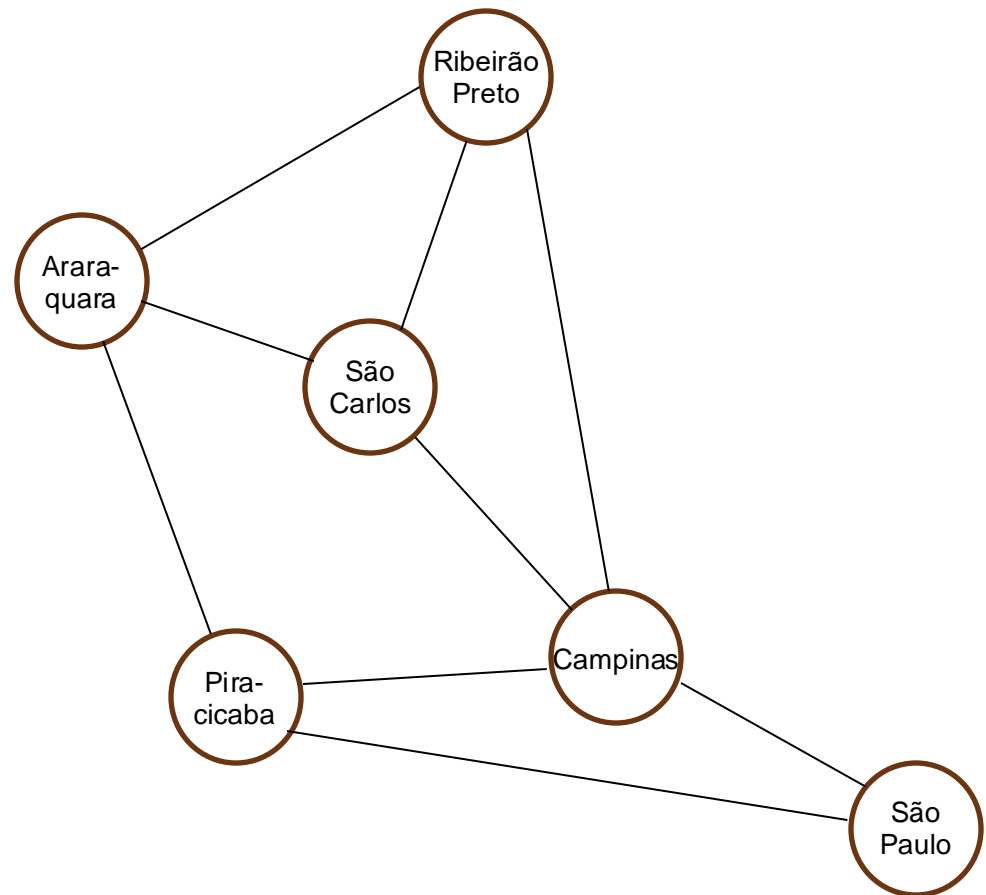 Ribeirão
Preto
Arara-
quara
São
Carlos
Campinas
Pira-
cicaba
São
Paulo